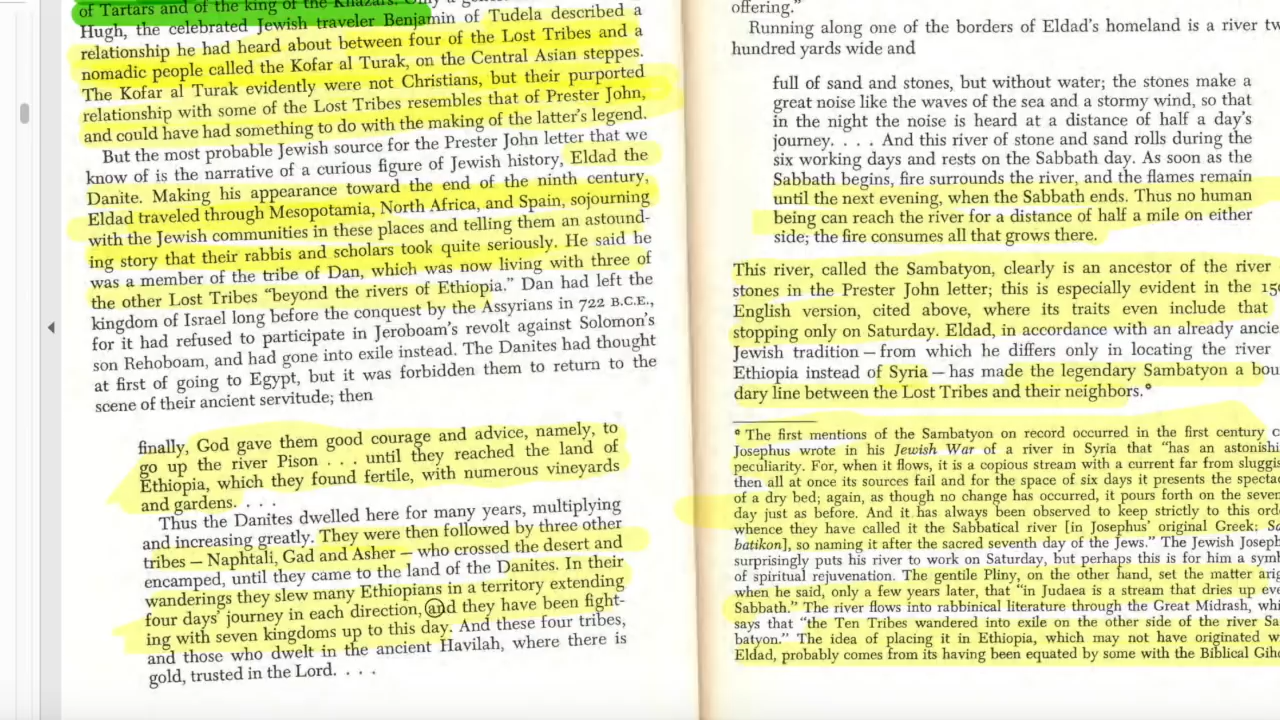 of Tartars and of the king of the Khazars.
Hugh, the celebrated Jewish traveler Benjamin of Tudela described a
relationship he had heard about between four of the Lost Tribes and a
nomadic people called the Kofar al Turak, on the Central Asian steppes.
The Kofar al Turak evidently were not Christians, but their purported
relationship with some of the Lost Tribes resembles that of Prester John,
and could have had something to do with the making of the latter's legend.
But the most probable Jewish source for the Prester John letter that we
know of is the narrative of a curious figure of Jewish history, Eldad the
Danite. Making his appearance toward the end of the ninth century,
Eldad traveled through Mesopotamia, North Africa, and Spain, sojourning
with the Jewish communities in these places and telling them an astound-
ing story that their rabbis and scholars took quite seriously. He said he
was a member of the tribe of Dan, which was now living with three of
the other Lost Tribes "beyond the rivers of Ethiopia." Dan had left the
kingdom of Israel long before the conquest by the Assyrians in 722 B.C.E.,
for it had refused to participate in Jeroboam's revolt against Solomon's
son Rehoboam, and had gone into exile instead. The Danites had thought
at first of going to Egypt, but it was forbidden them to return to the
scene of their ancient servitude; then
finally, God gave them good courage and advice, namely, to
go up the river Pison . . . until they reached the land of
Ethiopia, which they found fertile, with numerous vineyards
and gardens. . . .
Thus the Danites dwelled here for many years, multiplying
and increasing greatly. They were then followed by three other
tribes — Naphtali, Gad and Asher — who crossed the desert and
encamped, until they came to the land of the Danites. In their
wanderings they slew many Ethiopians in a territory extending
four days' journey in each direction, and they have been fight-
ing with seven kingdoms up to this day. And these four tribes,
and those who dwelt in the ancient Havilah, where there is
gold, trusted in the Lord. . . .
offering."
Running along one of the borders of Eldad's homeland is a river
hundred yards wide and
full of sand and stones, but without water; the stones make a
great noise like the waves of the sea and a stormy wind, so that
in the night the noise is heard at a distance of half a day's
journey. . . . And this river of stone and sand rolls during the
six working days and rests on the Sabbath day. As soon as the
Sabbath begins, fire surrounds the river, and the flames remain
until the next evening, when the Sabbath ends. Thus no human
being can reach the river for a distance of half a mile on either
side; the fire consumes all that grows there.
This river, called the Sambatyon, clearly is an ancestor of the river
stones in the Prester John letter; this is especially evident in the
English version, cited above, where its traits even include that
stopping only on Saturday. Eldad, in accordance with an already
Jewish tradition — from which he differs only in locating the river
Ethiopia instead of Syria — has made the legendary Sambatyon a
dary line between the Lost Tribes and their neighbors.°
° The first mentions of the Sambatyon on record occurred in the first century
Josephus wrote in his Jewish War of a river in Syria that "has an
peculiarity. For, when it flows, it is a copious stream with a current far from
then all at once its sources fail and for the space of six days it presents the
of a dry bed; again, as though no change has occurred, it pours forth on the
day just as before. And it has always been observed to keep strictly to this
whence they have called it the Sabbatical river [in Josephus' original Greek:
batikon], so naming it after the sacred seventh day of the Jews." The Jewish
surprisingly puts his river to work on Saturday, but perhaps this is for him a
of spiritual rejuvenation. The gentile Pliny, on the other hand, set the matter
when he said, only a few years later, that "in Judaea is a stream that dries up
Sabbath." The river flows into rabbinical literature through the Great Midrash,
says that "the Ten Tribes wandered into exile on the other side of the river
batyon." The idea of placing it in Ethiopia, which may not have originated
Eldad, probably comes from its having been equated by some with the Biblical